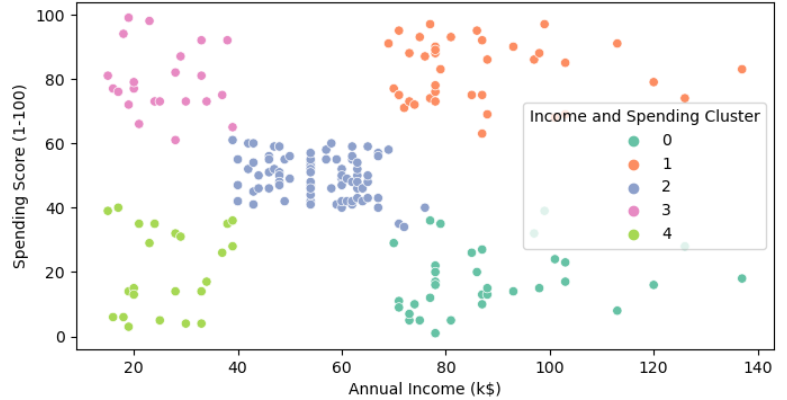 100
80
60
40
20
0
Spending Score (1-100)
Income and Spending Cluster
0
1
2
3
4
20 40 60 80 100 120 140
Annual Income (k$)